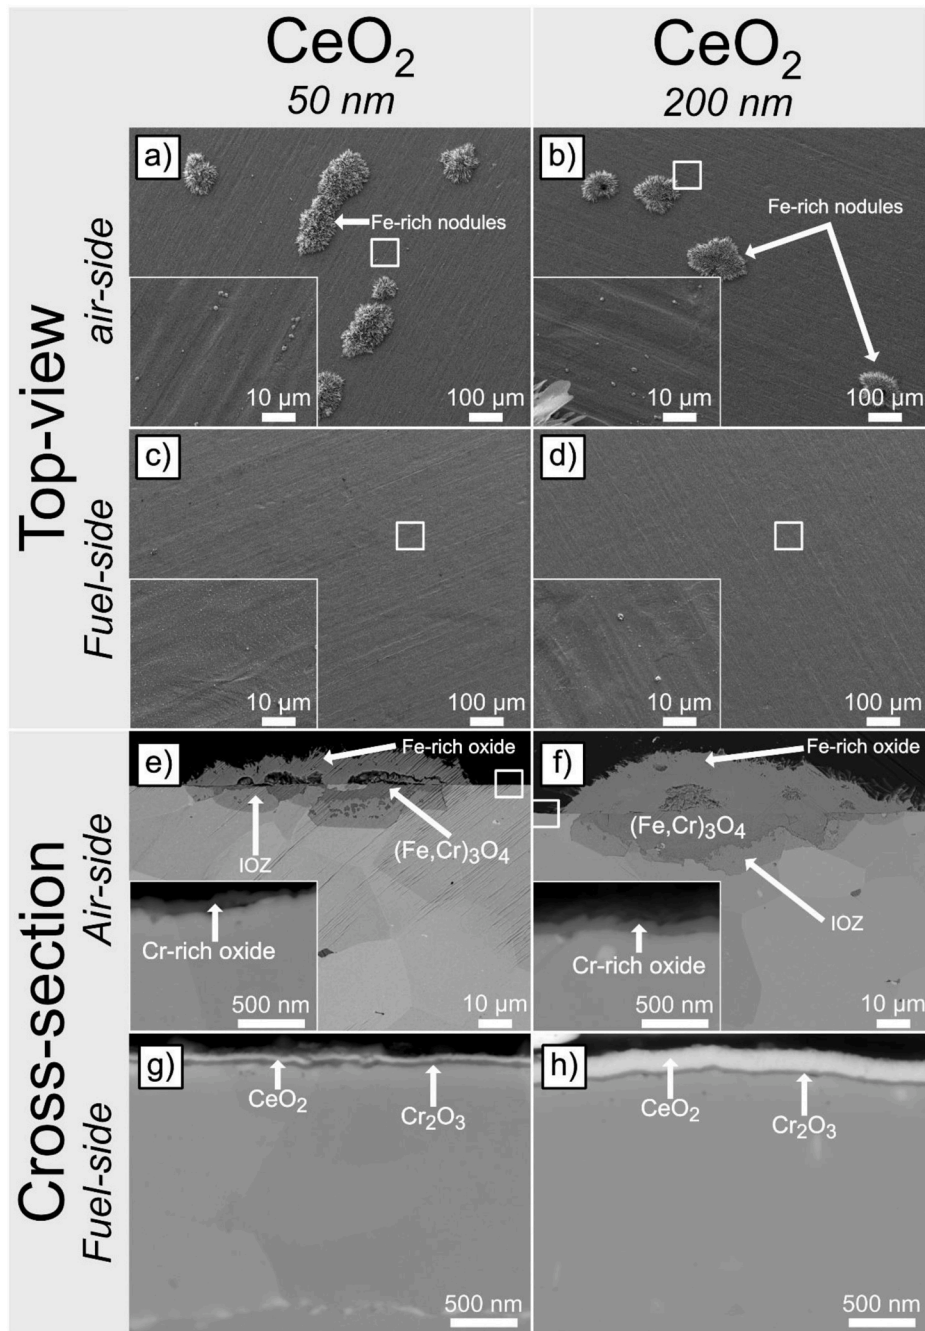 CeO₂
50 nm
CeO₂
200 nm
Top-view
air-side
a)
Fe-rich nodules
10 µm
100 µm
b)
Fe-rich nodules
10 µm
100 µm
Fuel-side
c)
10 µm
100 µm
d)
10 µm
100 µm
Cross-section
Air-side
e)
Fe-rich oxide
IOZ
(Fe,Cr)₃O₄
Cr-rich oxide
500 nm
10 µm
f)
Fe-rich oxide
(Fe,Cr)₃O₄
IOZ
Cr-rich oxide
500 nm
10 µm
Fuel-side
g)
CeO₂
Cr₂O₃
500 nm
h)
CeO₂
Cr₂O₃
500 nm